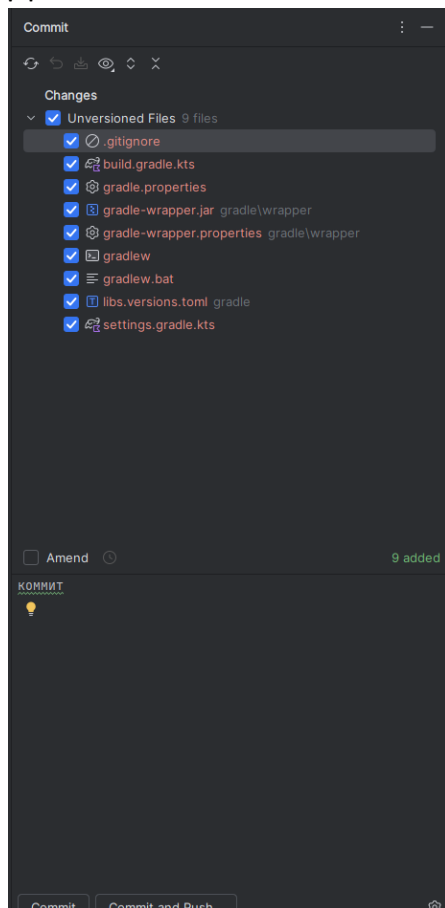 Commit
Changes
Unversioned Files 9 files
.gitignore
build.gradle.kts
gradle.properties
gradle-wrapper.jar gradle\wrapper
gradle-wrapper.properties gradle\wrapper
gradlew
gradlew.bat
libs.versions.toml gradle
settings.gradle.kts
Amend 9 added
коммит
Commit Commit and Push...